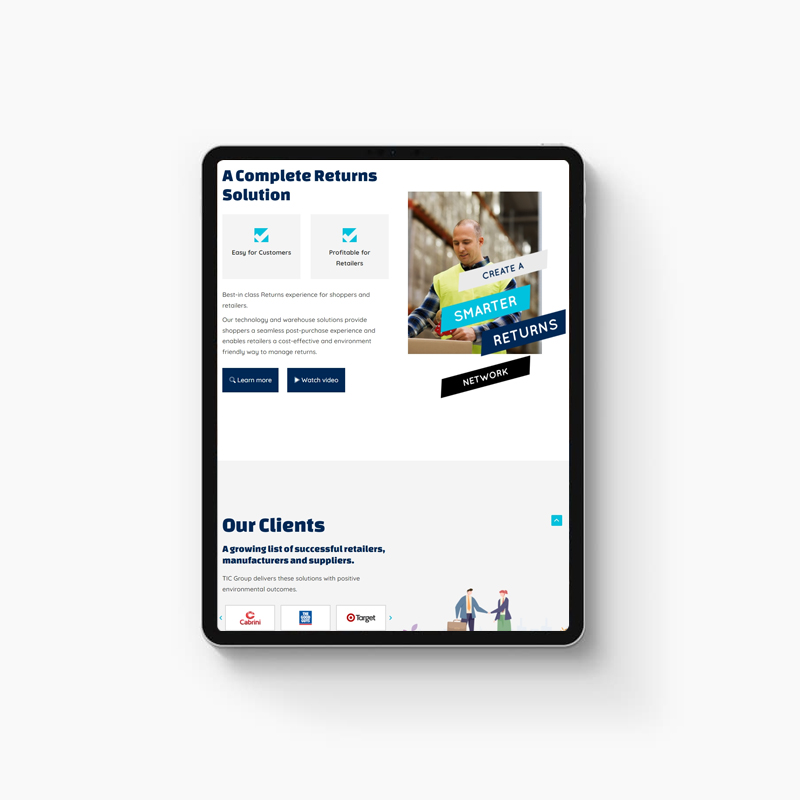 A Complete Returns
Solution
Easy for Customers
Profitable for
Retailers
Best-in class Returns experience for shoppers and
retailers.
Our technology and warehouse solutions provide
shoppers a seamless post-purchase experience and
enables retailers a cost-effective and environment
friendly way to manage returns.
Learn more
Watch video
CREATE A
SMARTER
RETURNS
NETWORK
Our Clients
A growing list of successful retailers,
manufacturers and suppliers.
TIC Group delivers these solutions with positive
environmental outcomes.
Cabrini
THE
GOOD
GUYS
Target